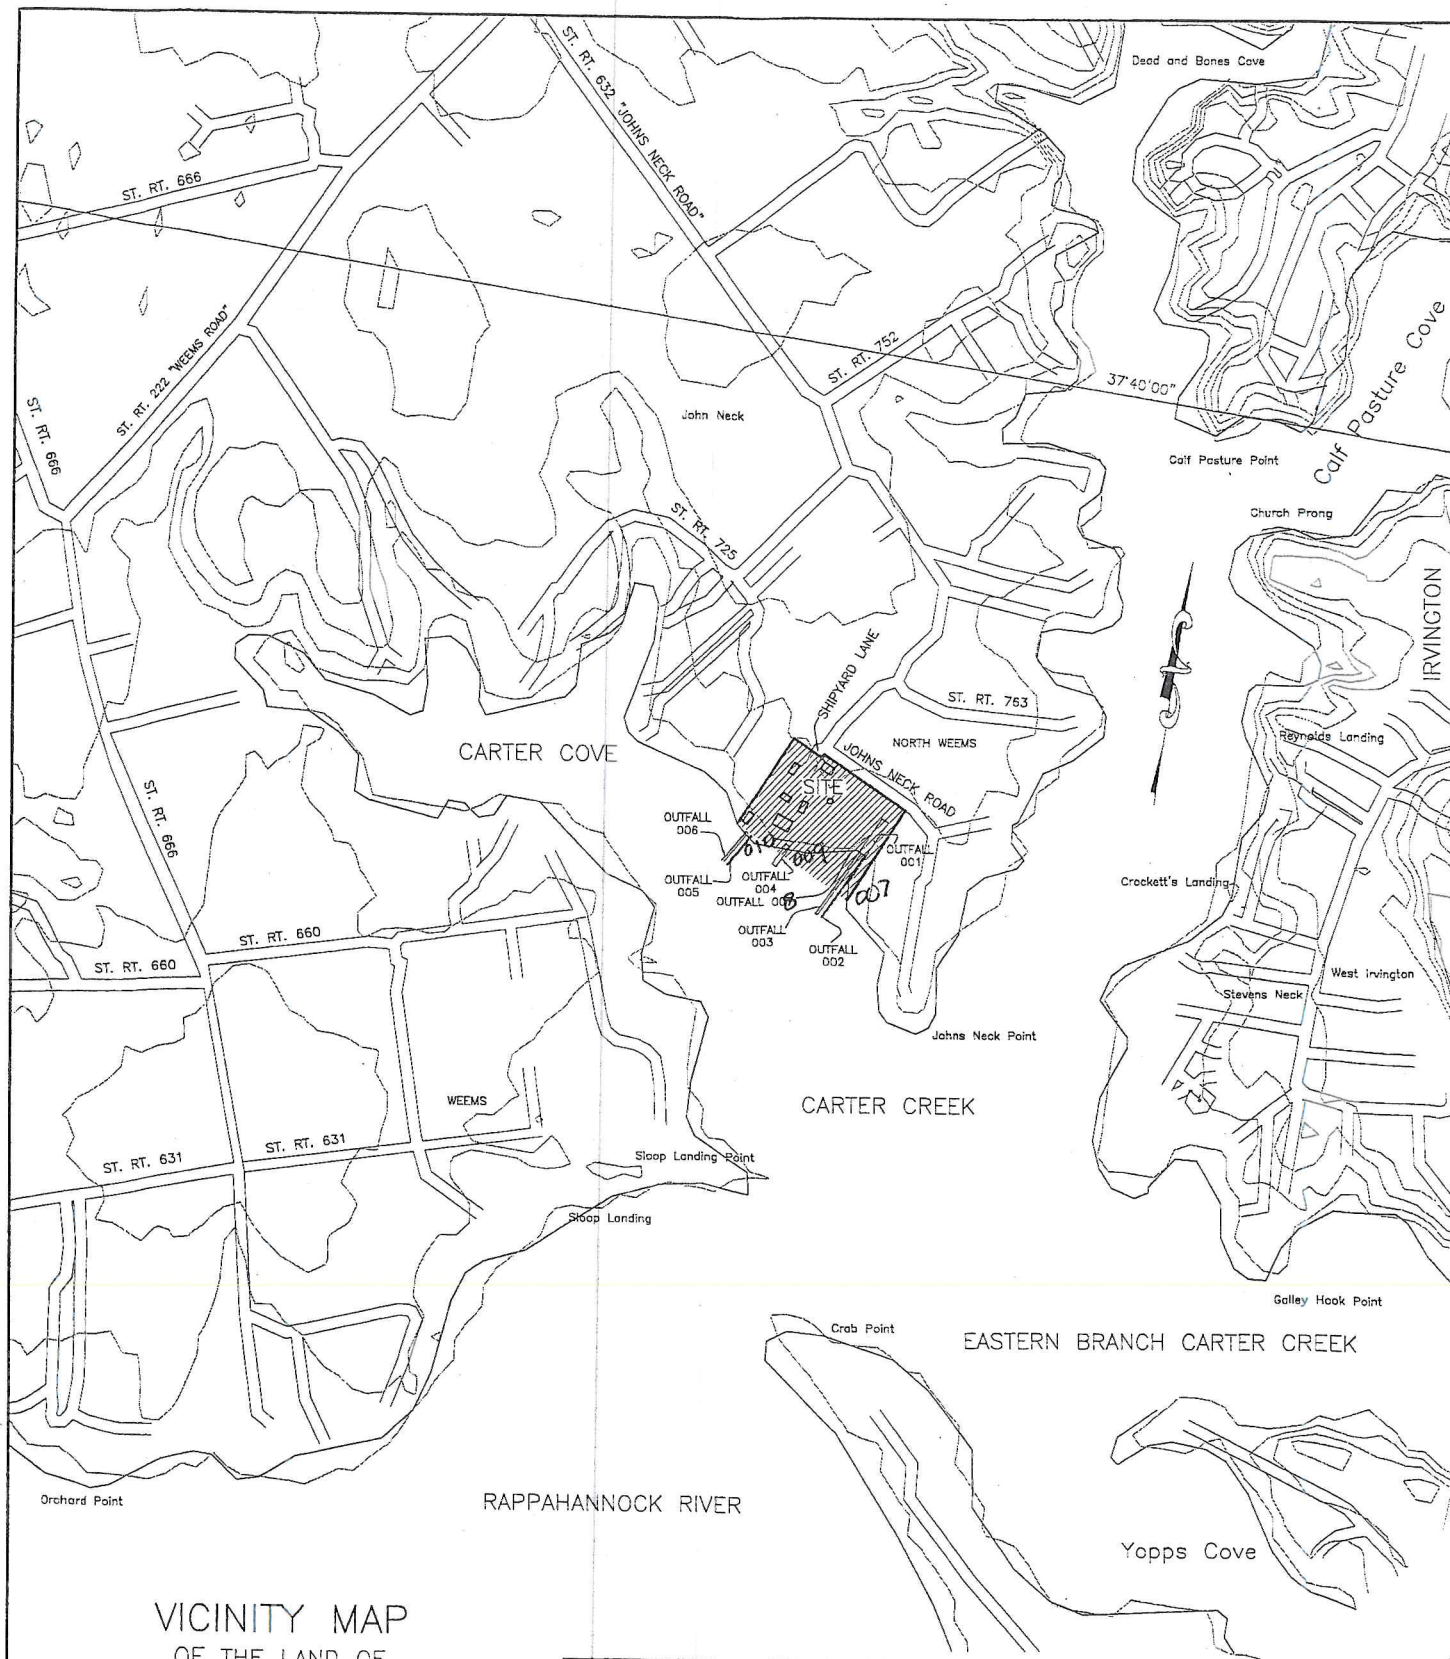 Dead and Bones Cove
ST. RT. 632 "JOHNS NECK ROAD"
ST. RT. 666
ST. RT. 222 "WEEMS ROAD"
ST. RT. 752
37°40'00"
Calf Pasture Cove
ST. RT. 666
John Neck
Calf Pasture Point
Church Prong
ST. RT. 725
IRVINGTON
SHIPYARD LANE
ST. RT. 753
NORTH WEEMS
Reynolds Landing
CARTER COVE
JOHNS NECK ROAD
SITE
ST. RT. 666
OUTFALL
006
010
009
OUTFALL
001
OUTFALL
005
OUTFALL
004
OUTFALL 008
007
OUTFALL
003
OUTFALL
002
Crockett's Landing
ST. RT. 660
ST. RT. 660
West Irvington
Stevens Neck
Johns Neck Point
WEEMS
CARTER CREEK
ST. RT. 631
ST. RT. 631
Sloop Landing Point
Sloop Landing
Galley Hook Point
Crab Point
EASTERN BRANCH CARTER CREEK
Orchard Point
RAPPAHANNOCK RIVER
Yopps Cove
VICINITY MAP
OF THE LAND OF